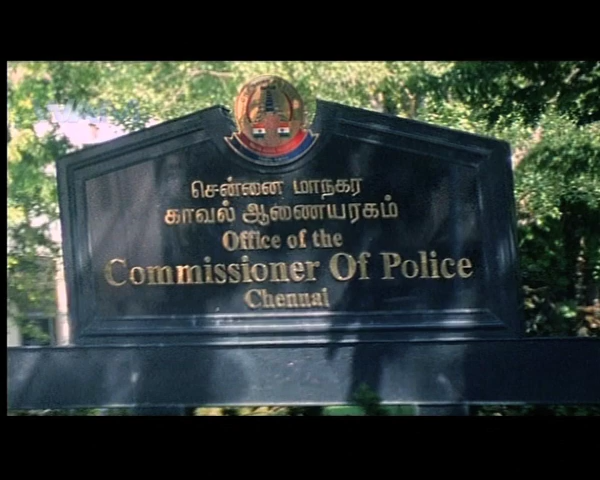 சென்னை மாநகர
காவல் ஆணையரகம்
Office of the
Commissioner Of Police
Chennai